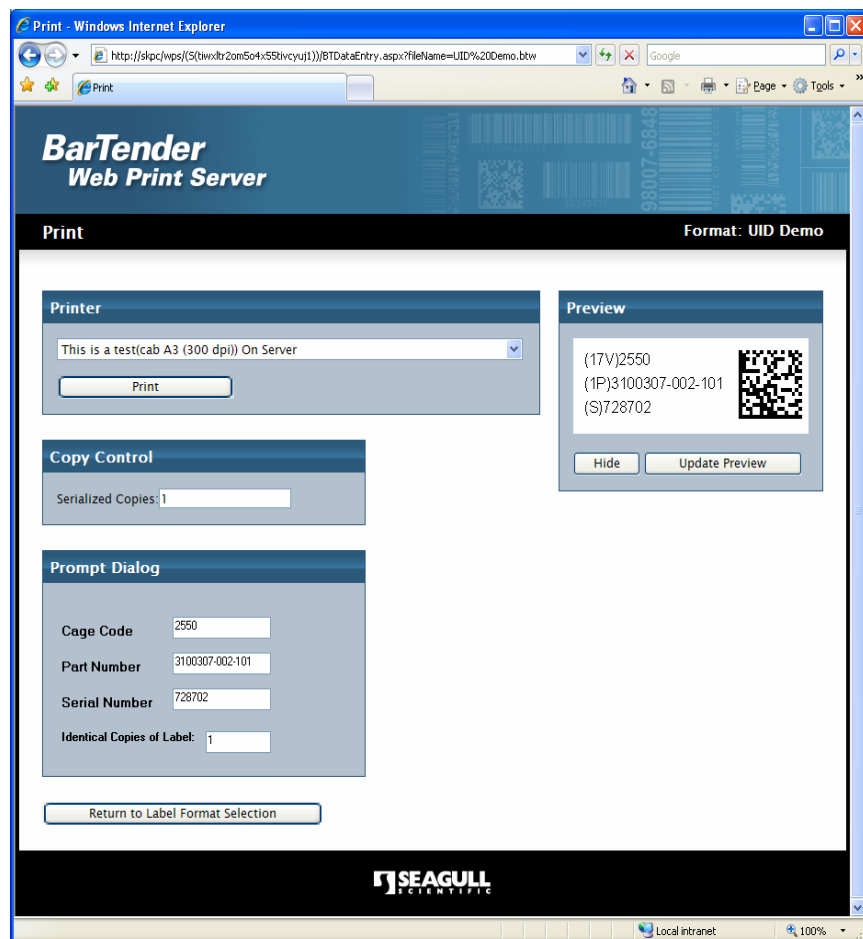 Print - Windows Internet Explorer
http://skpc/wps/(S(tiwxltr2om5o4x55tivcyuj1))/BTDataEntry.aspx?fileName=UID%20Demo.btw
Google
Print
Page
Tools
»
BarTender
Web Print Server
98007-6848
Print
Format: UID Demo
Printer
This is a test(cab A3 (300 dpi)) On Server
Print
Preview
(17V)2550
(1P)3100307-002-101
(S)728702
Hide
Update Preview
Copy Control
Serialized Copies: 1
Prompt Dialog
Cage Code 2550
Part Number 3100307-002-101
Serial Number 728702
Identical Copies of Label: 1
Return to Label Format Selection
SEAGULL
SCIENTIFIC
Local intranet
100%